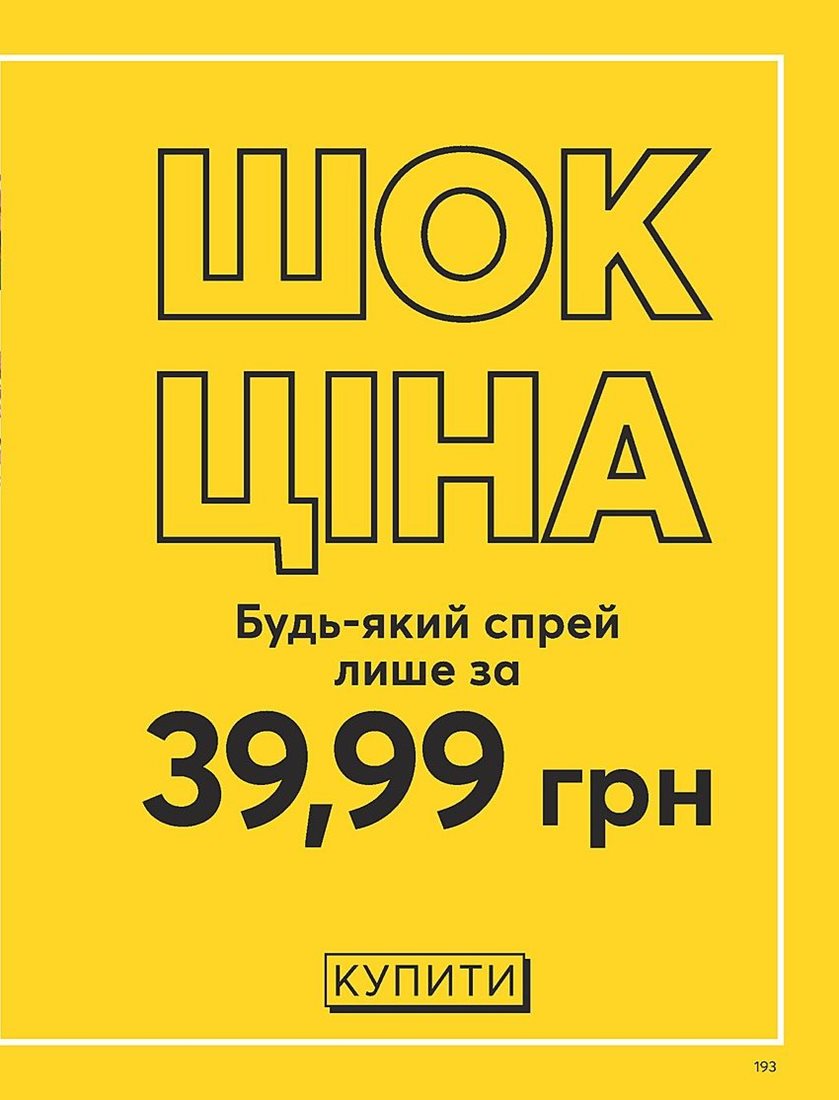 ШОК
ЦІНА
Будь-який спрей
лише за
39,99 грн
КУПИТИ
193